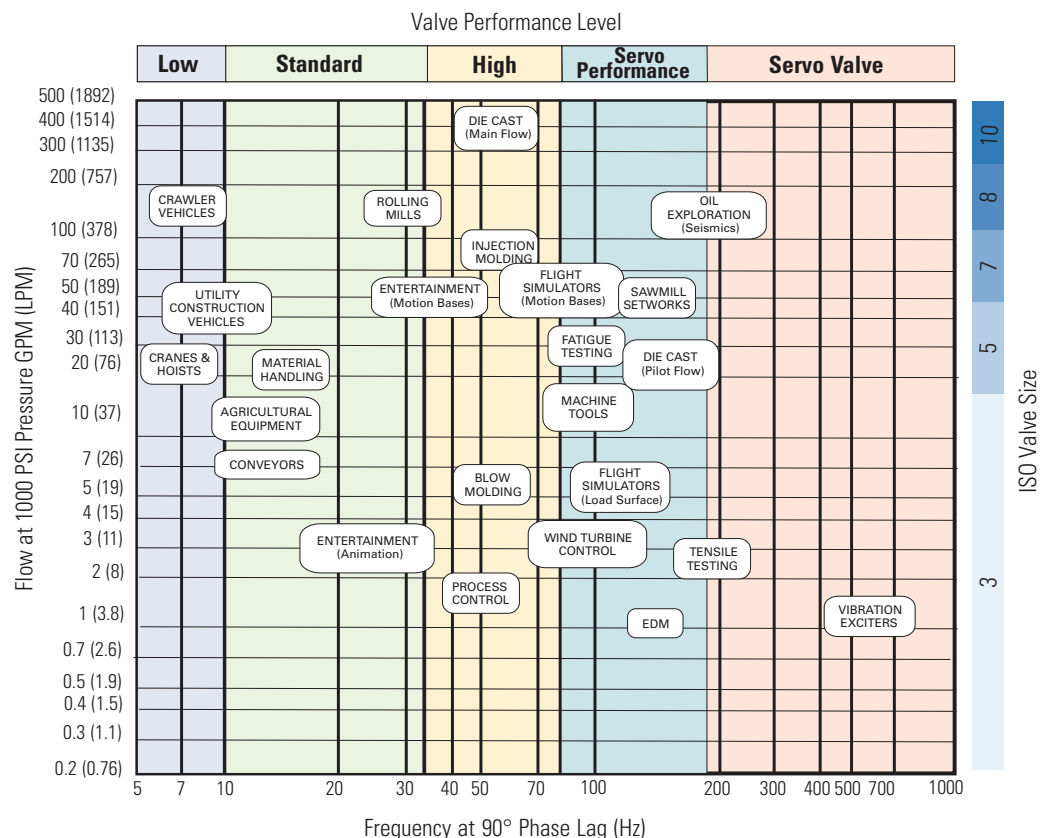 Valve Performance Level
Low
Standard
High
Servo
Performance
Servo Valve
Flow at 1000 PSI Pressure GPM (LPM)
500 (1892)
400 (1514)
300 (1135)
200 (757)
100 (378)
70 (265)
50 (189)
40 (151)
30 (113)
20 (76)
10 (37)
7 (26)
5 (19)
4 (15)
3 (11)
2 (8)
1 (3.8)
0.7 (2.6)
0.5 (1.9)
0.4 (1.5)
0.3 (1.1)
0.2 (0.76)
DIE CAST
(Main Flow)
CRAWLER
VEHICLES
ROLLING
MILLS
OIL
EXPLORATION
(Seismics)
INJECTION
MOLDING
UTILITY
CONSTRUCTION
VEHICLES
ENTERTAINMENT
(Motion Bases)
FLIGHT
SIMULATORS
(Motion Bases)
SAWMILL
SETWORKS
CRANES &
HOISTS
MATERIAL
HANDLING
FATIGUE
TESTING
DIE CAST
(Pilot Flow)
AGRICULTURAL
EQUIPMENT
MACHINE
TOOLS
CONVEYORS
BLOW
MOLDING
FLIGHT
SIMULATORS
(Load Surface)
ENTERTAINMENT
(Animation)
WIND TURBINE
CONTROL
TENSILE
TESTING
PROCESS
CONTROL
EDM
VIBRATION
EXCITERS
10
8
7
5
3
ISO Valve Size
5 7 10 20 30 40 50 70 100 200 300 400 500 700 1000
Frequency at 90° Phase Lag (Hz)